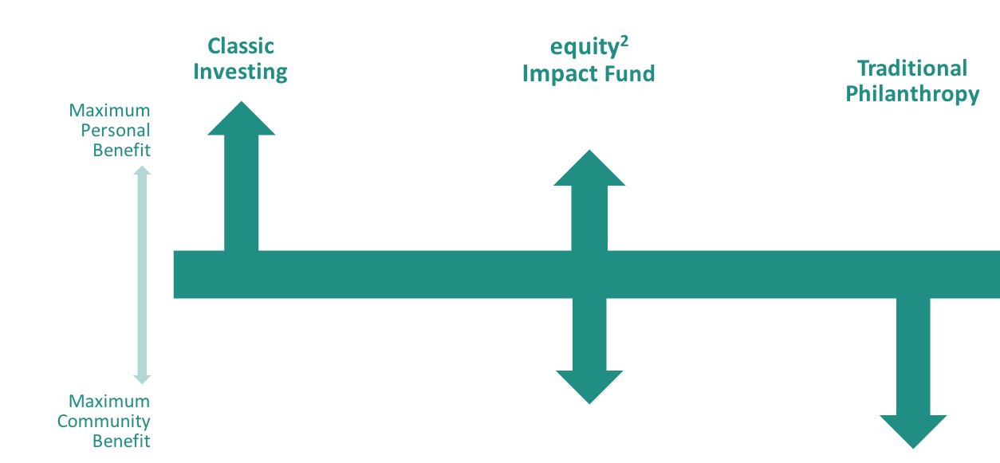 Classic
Investing
equity²
Impact Fund
Traditional
Philanthropy
Maximum
Personal
Benefit
Maximum
Community
Benefit